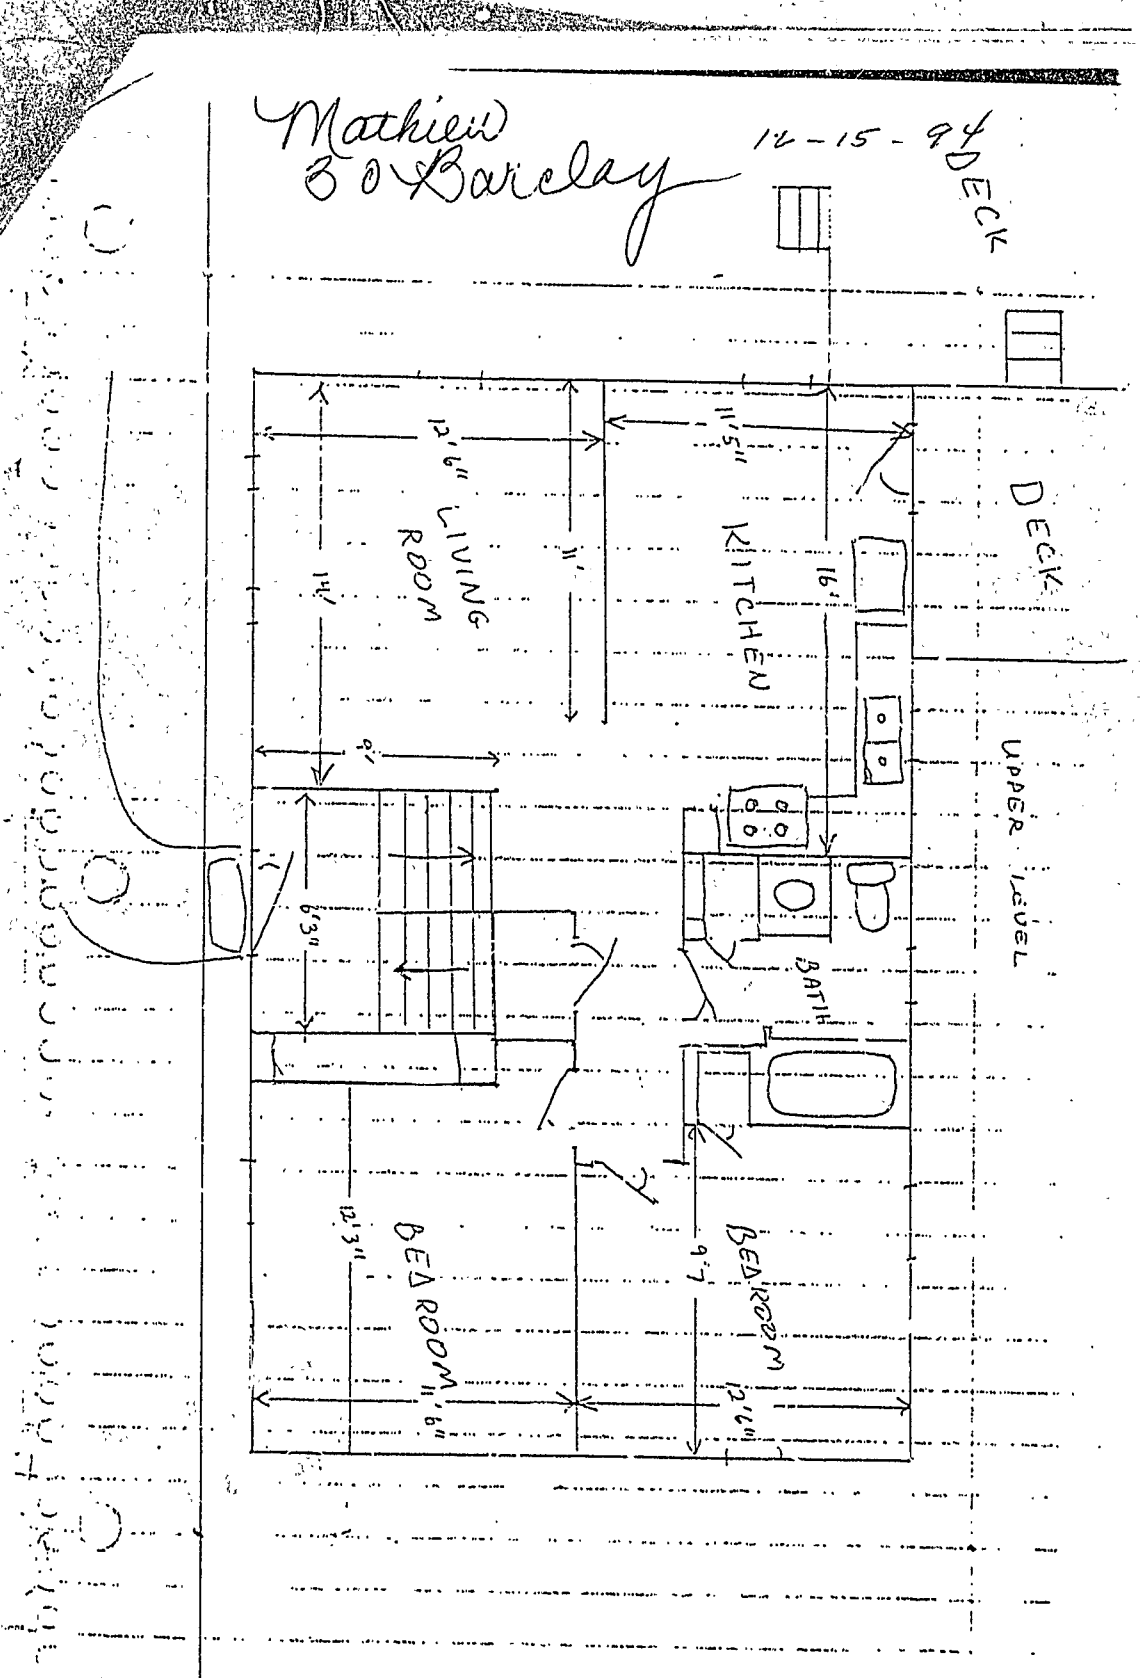 Mathieu
30 Barclay
12-15-94
DECK
DECK
UPPER LEVEL
11'5"
KITCHEN
16'
12'6"
LIVING
ROOM
11'
14'
9'
6'3"
BATH
BEDROOM
9'7
12'6"
BEDROOM
12'3"
11'6"